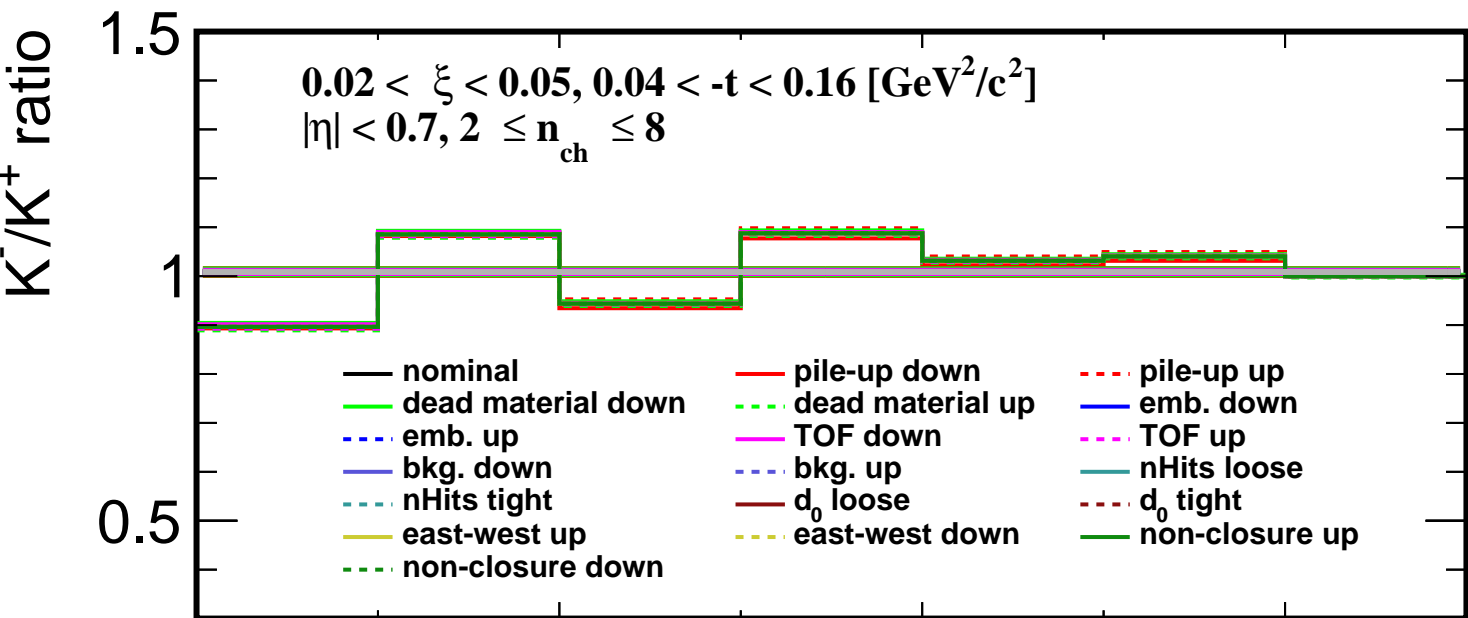 K⁻/K⁺ ratio
1.5
1
0.5
0.02 < ξ < 0.05, 0.04 < -t < 0.16 [GeV²/c²]
|η| < 0.7, 2 ≤ n_ch ≤ 8
nominal pile-up down pile-up up
dead material down dead material up emb. down
emb. up TOF down TOF up
bkg. down bkg. up nHits loose
nHits tight d₀ loose d₀ tight
east-west up east-west down non-closure up
non-closure down